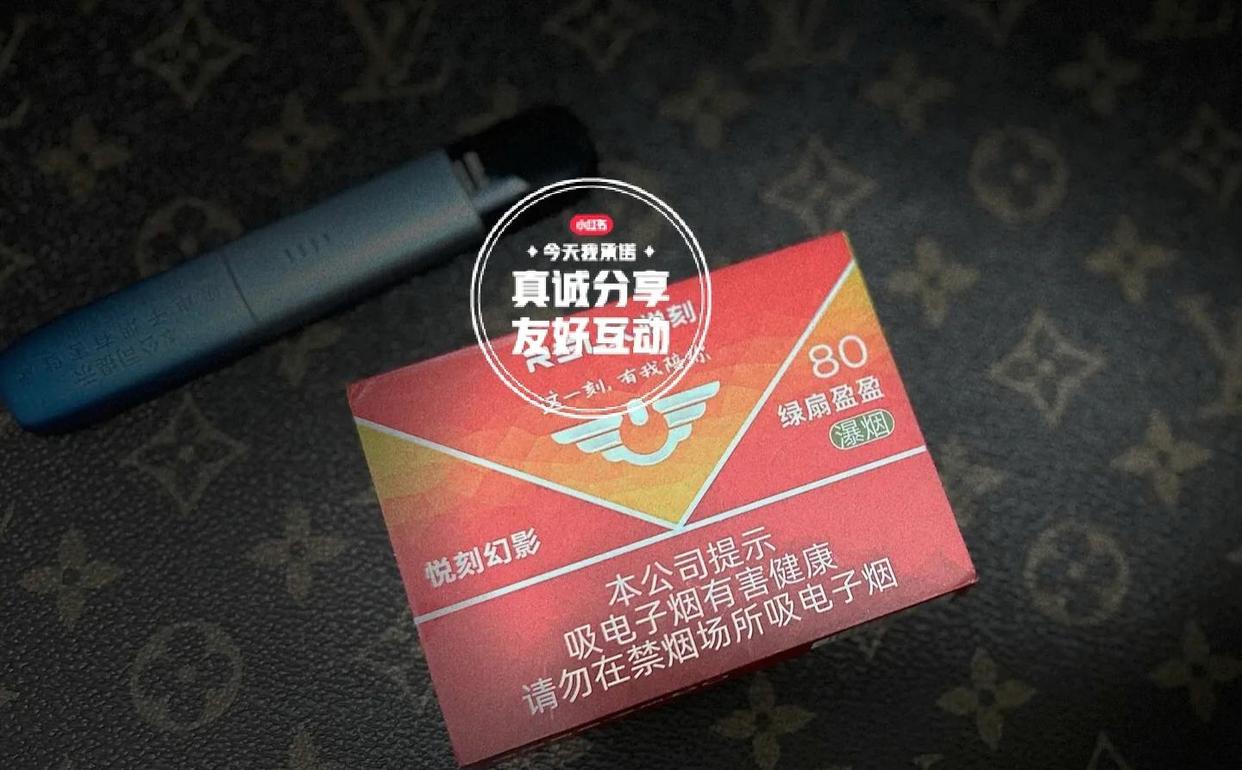 小红书
今天我承诺
真诚分享
友好互动
悦刻
这一刻，有我陪你
80
绿扇盈盈
瀑烟
悦刻幻影
本公司提示
吸电子烟有害健康
请勿在禁烟场所吸电子烟